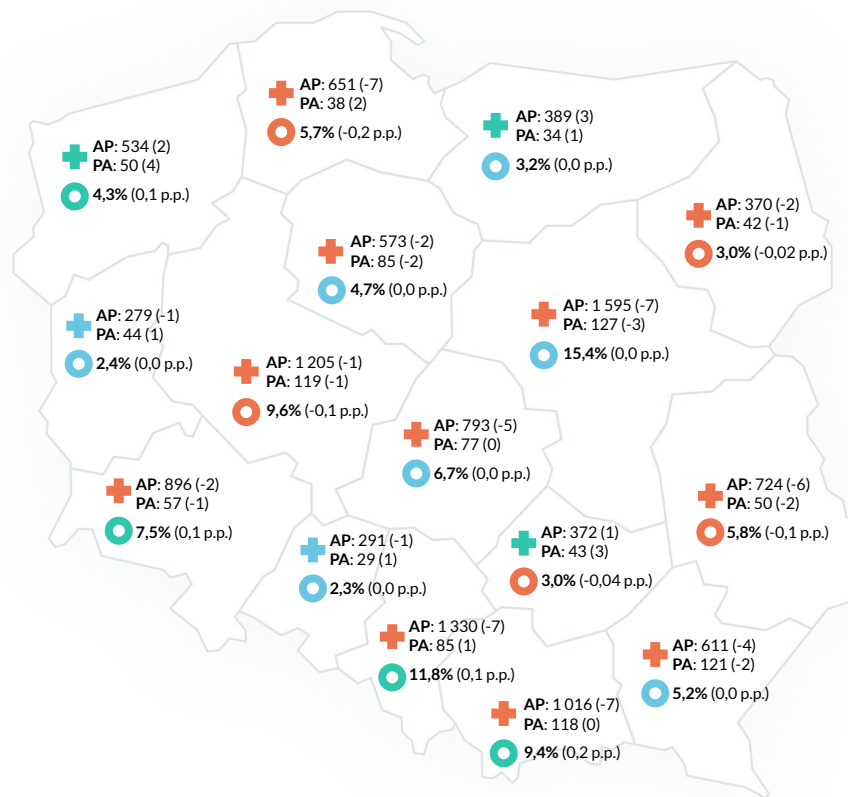 AP: 651 (-7)
PA: 38 (2)
5,7% (-0,2 p.p.)
AP: 389 (3)
PA: 34 (1)
3,2% (0,0 p.p.)
AP: 534 (2)
PA: 50 (4)
4,3% (0,1 p.p.)
AP: 370 (-2)
PA: 42 (-1)
3,0% (-0,02 p.p.)
AP: 573 (-2)
PA: 85 (-2)
4,7% (0,0 p.p.)
AP: 279 (-1)
PA: 44 (1)
2,4% (0,0 p.p.)
AP: 1 595 (-7)
PA: 127 (-3)
15,4% (0,0 p.p.)
AP: 1 205 (-1)
PA: 119 (-1)
9,6% (-0,1 p.p.)
AP: 793 (-5)
PA: 77 (0)
6,7% (0,0 p.p.)
AP: 896 (-2)
PA: 57 (-1)
7,5% (0,1 p.p.)
AP: 724 (-6)
PA: 50 (-2)
5,8% (-0,1 p.p.)
AP: 291 (-1)
PA: 29 (1)
2,3% (0,0 p.p.)
AP: 372 (1)
PA: 43 (3)
3,0% (-0,04 p.p.)
AP: 1 330 (-7)
PA: 85 (1)
11,8% (0,1 p.p.)
AP: 611 (-4)
PA: 121 (-2)
5,2% (0,0 p.p.)
AP: 1 016 (-7)
PA: 118 (0)
9,4% (0,2 p.p.)